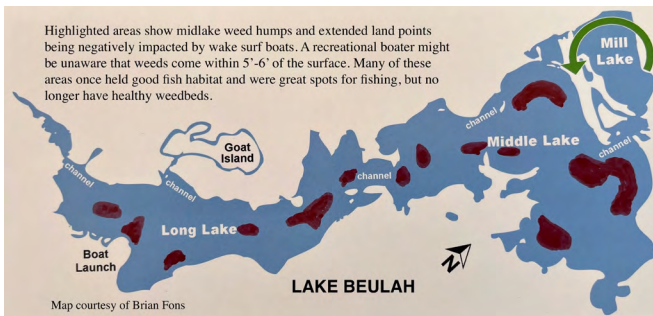 Highlighted areas show midlake weed humps and extended land points
being negatively impacted by wake surf boats. A recreational boater might
be unaware that weeds come within 5'-6' of the surface. Many of these
areas once held good fish habitat and were great spots for fishing, but no
longer have healthy weedbeds.
Mill
Lake
channel
Middle Lake
channel
Goat
Island
channel
channel
channel
Long Lake
Boat
Launch
N
LAKE BEULAH
Map courtesy of Brian Fons